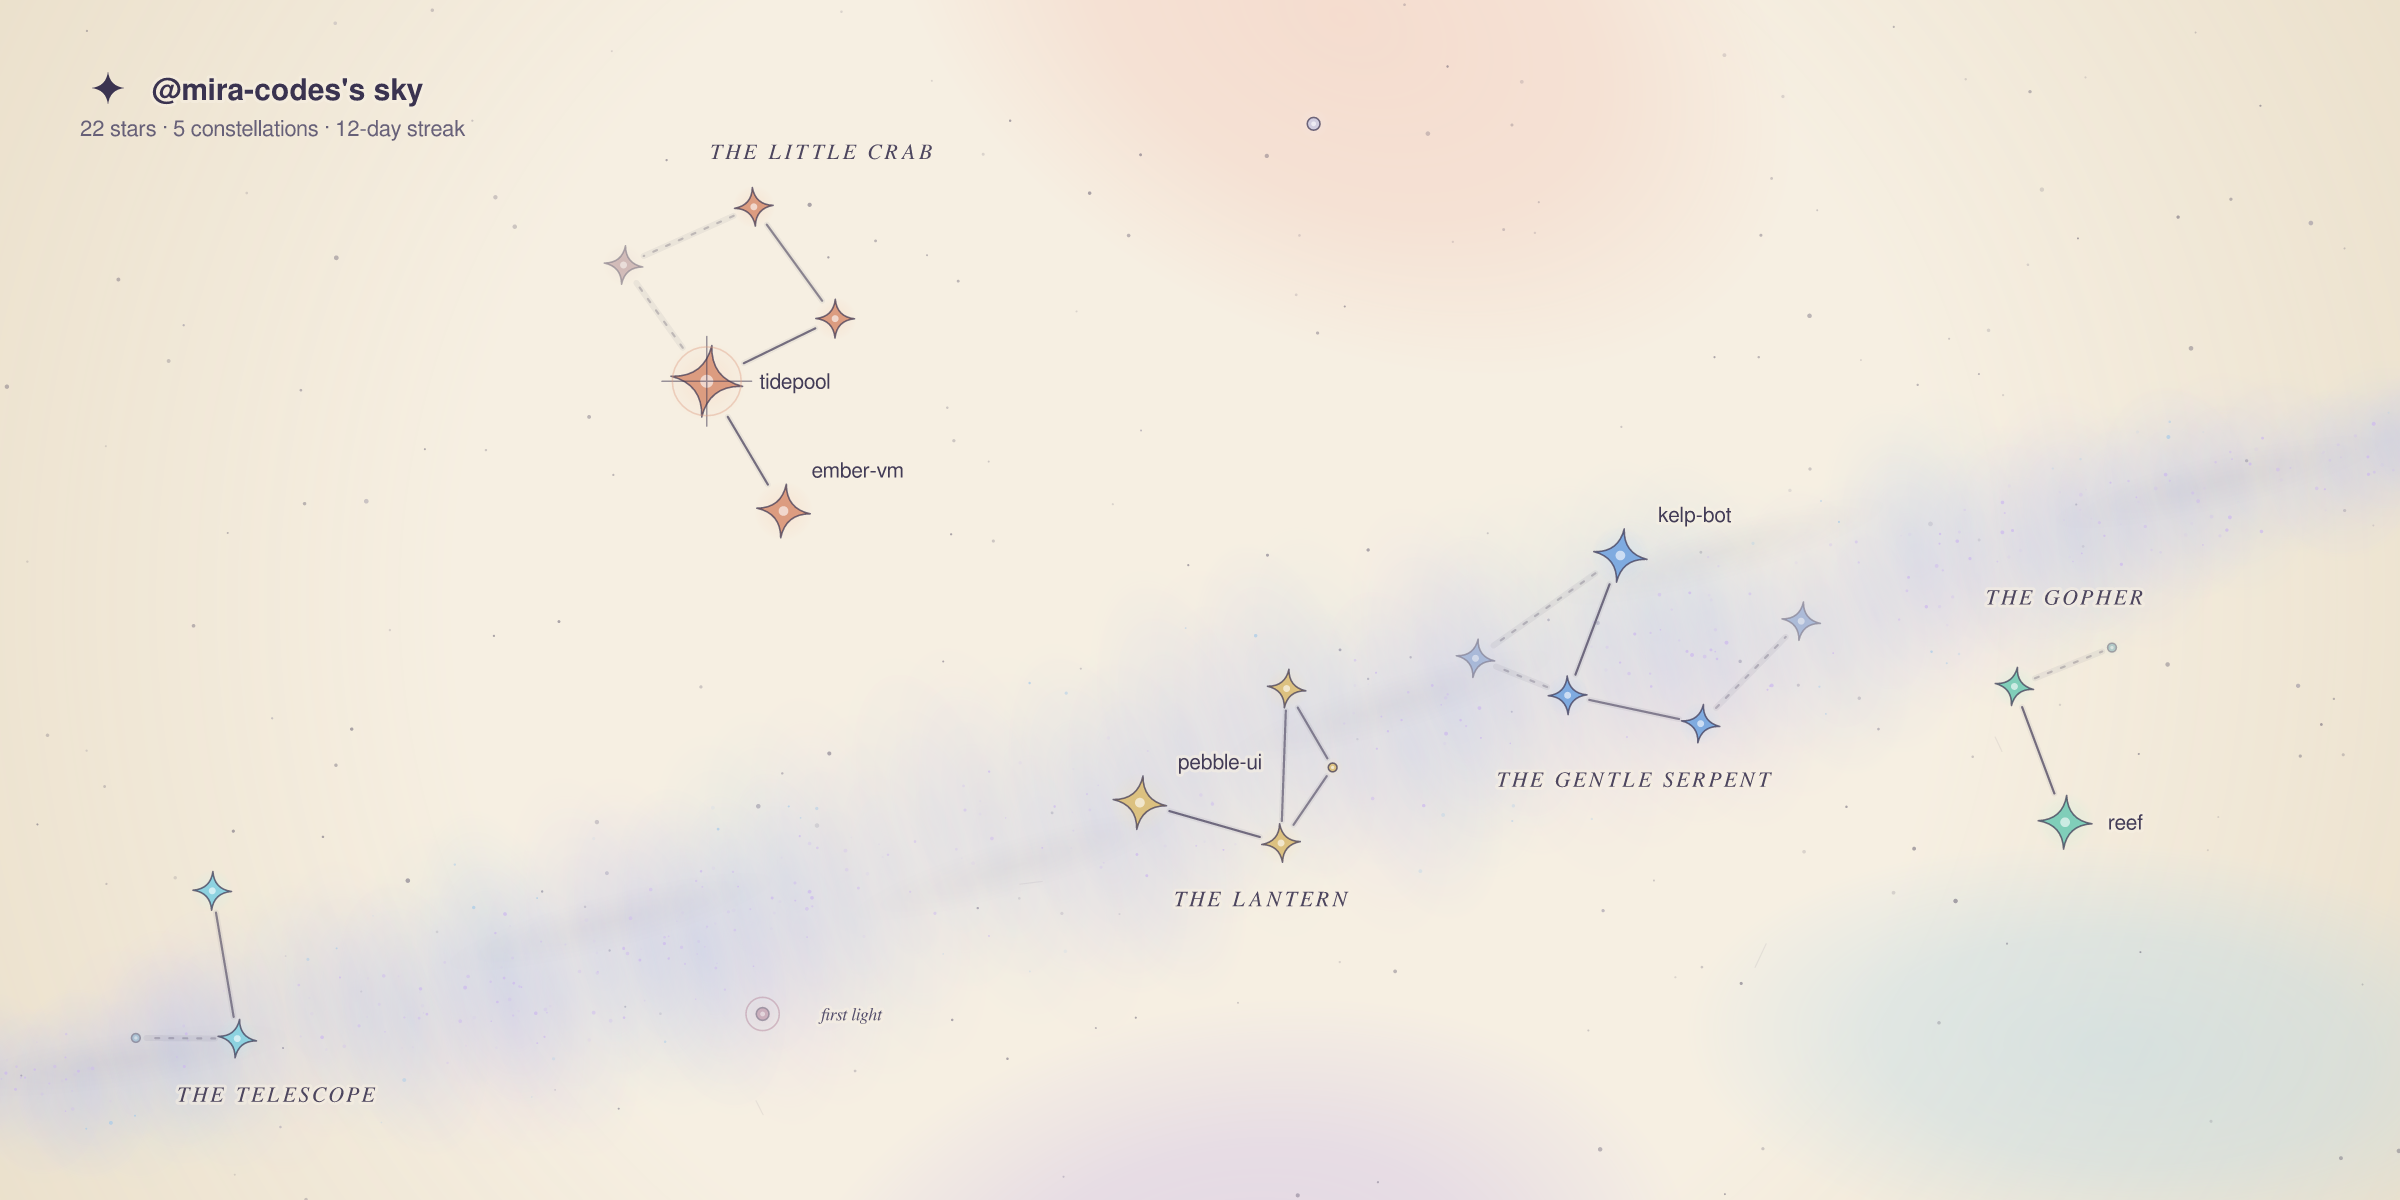 @mira-codes's sky
22 stars · 5 constellations · 12-day streak
THE LITTLE CRAB
tidepool
ember-vm
kelp-bot
THE GOPHER
pebble-ui
THE GENTLE SERPENT
reef
THE LANTERN
first light
THE TELESCOPE